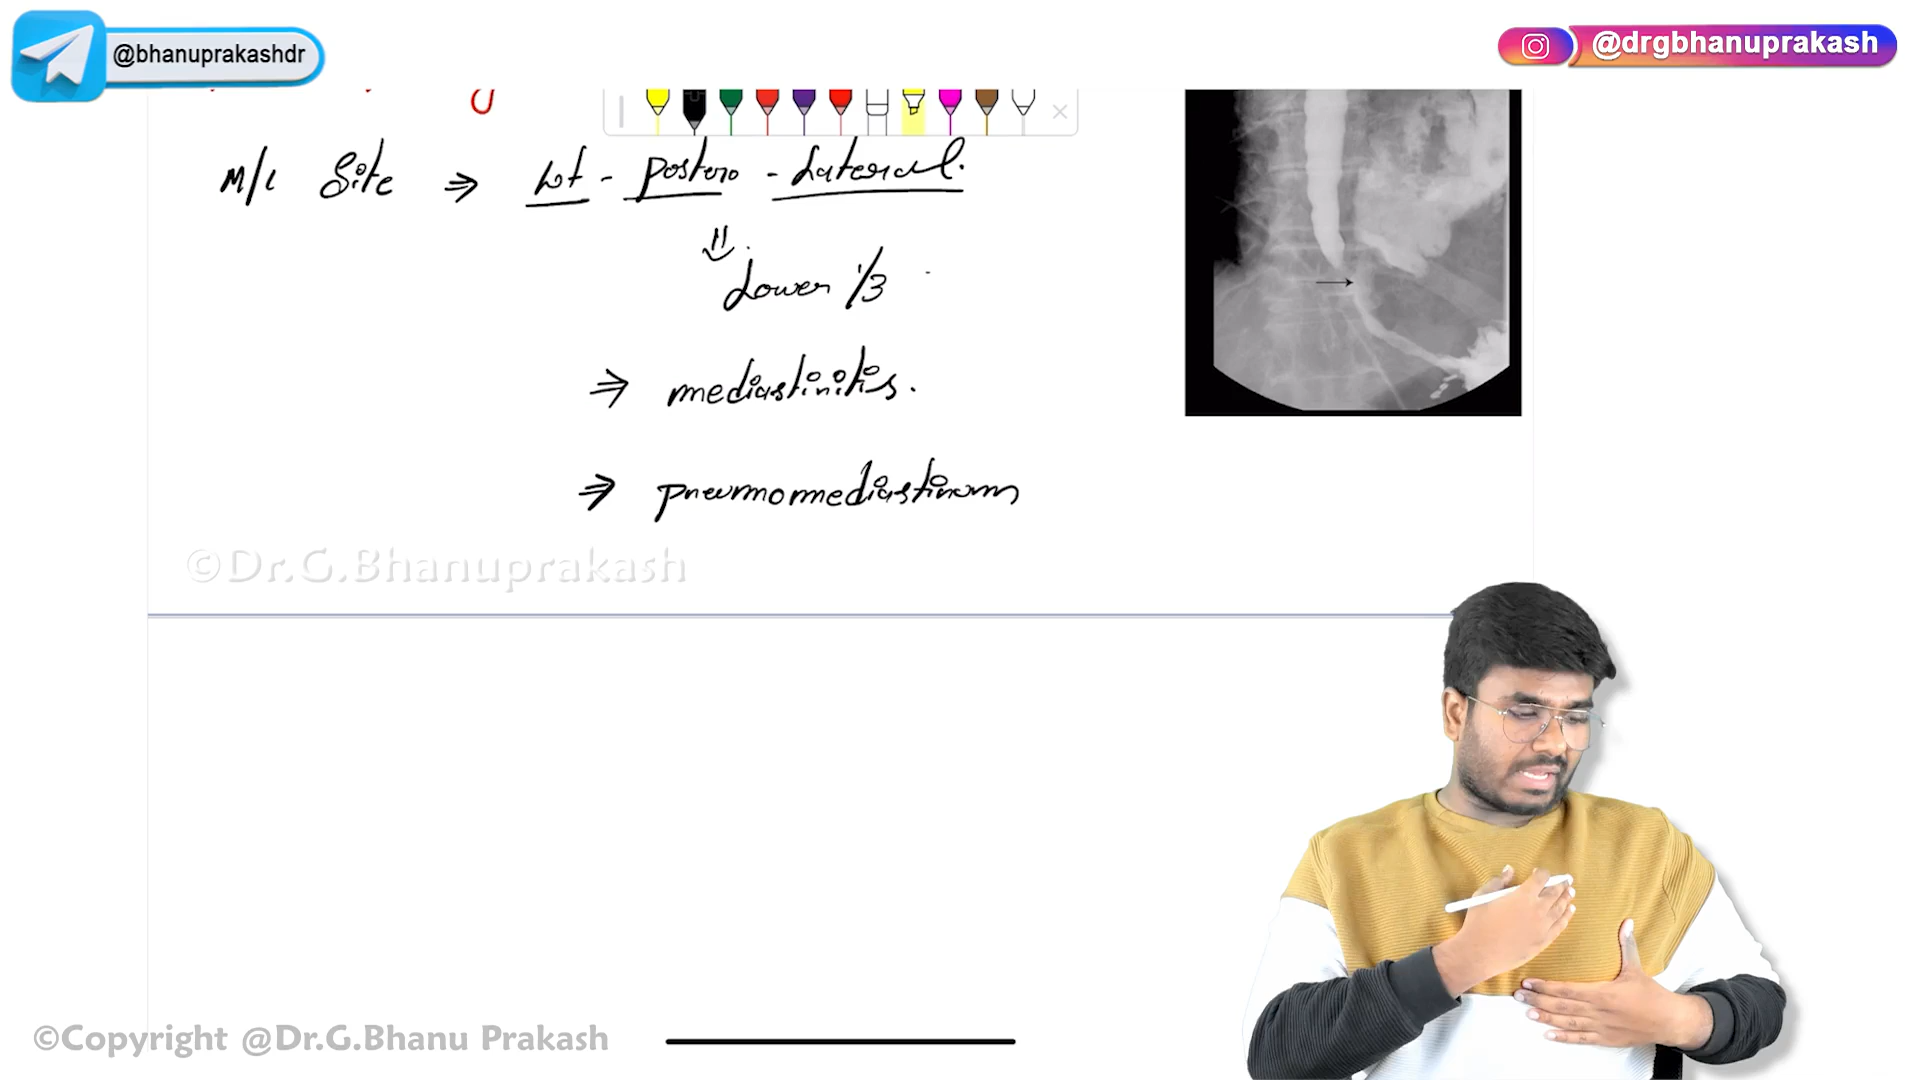 @bhanuprakashdr
@drgbhanuprakash
M/C Site ⇒ Lt - Postero - Lateral.
Lower 1/3
⇒ mediastinitis.
⇒ pneumomediastinum
©Dr.G.Bhanuprakash
©Copyright @Dr.G.Bhanu Prakash